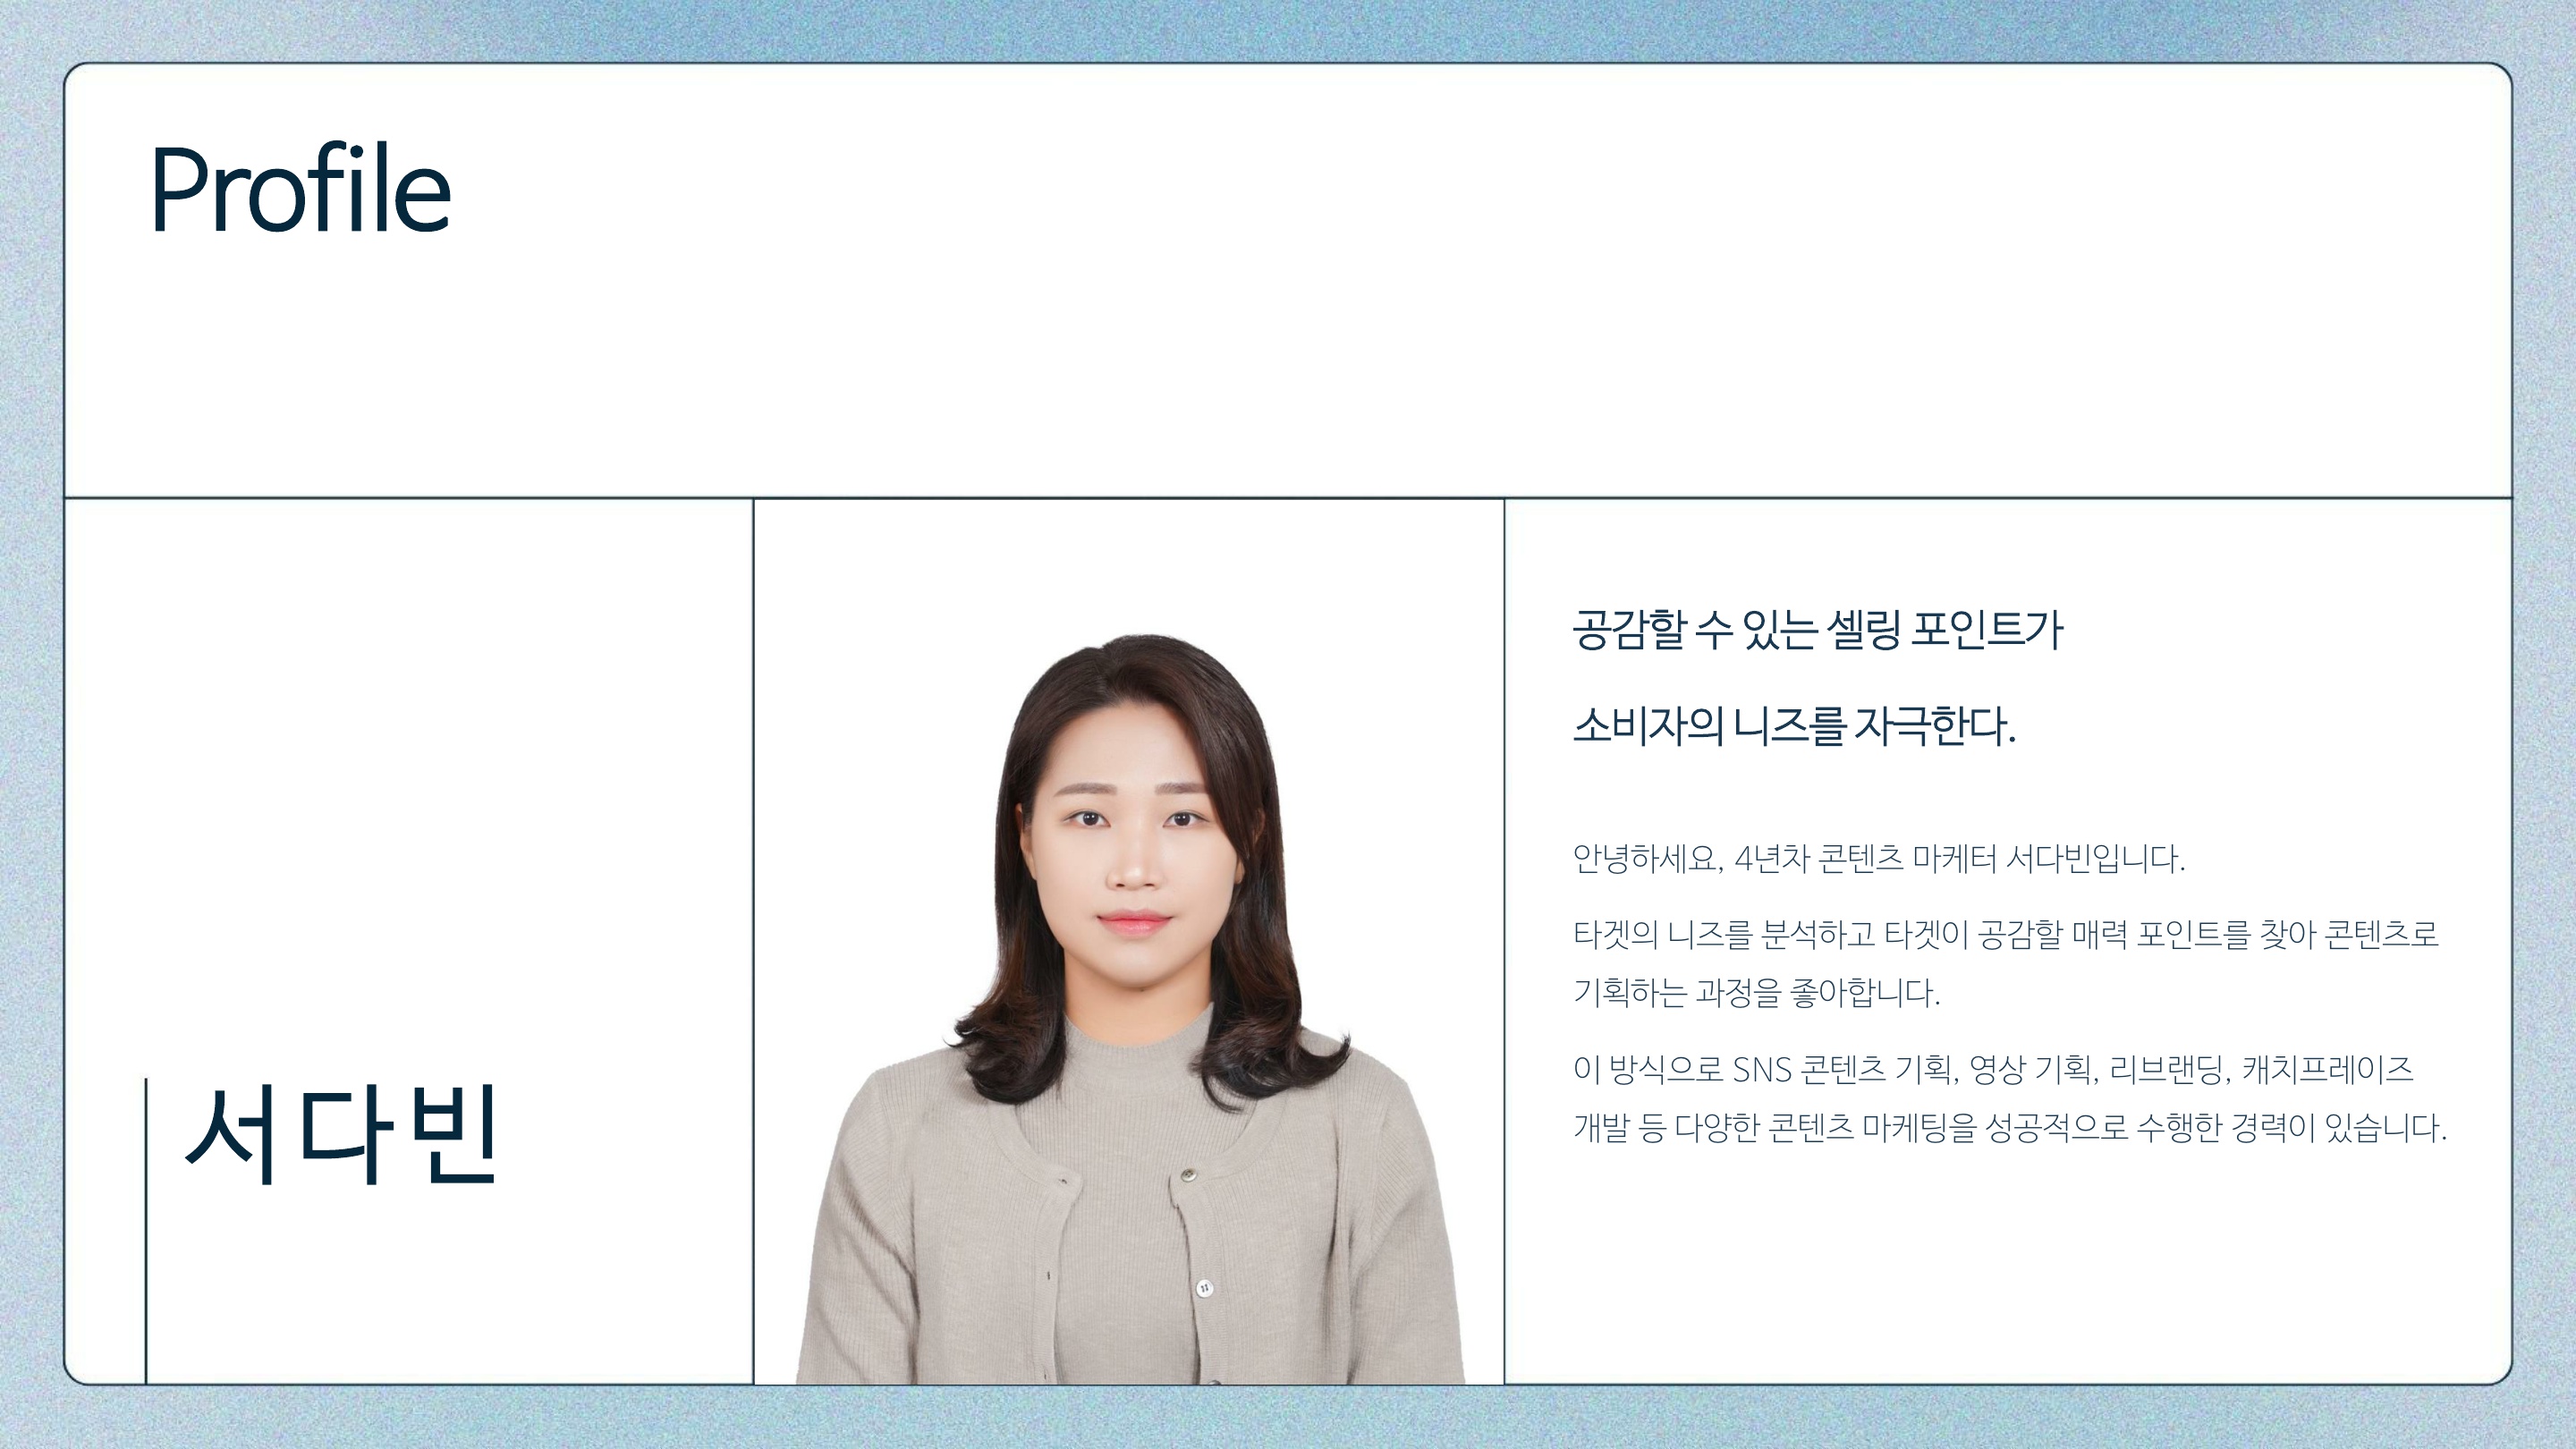 Profile
서다빈
공감할 수 있는 셀링 포인트가
소비자의 니즈를 자극한다.
안녕하세요, 4년차 콘텐츠 마케터 서다빈입니다.
타겟의 니즈를 분석하고 타겟이 공감할 매력 포인트를 찾아 콘텐츠로
기획하는 과정을 좋아합니다.
이 방식으로 SNS 콘텐츠 기획, 영상 기획, 리브랜딩, 캐치프레이즈
개발 등 다양한 콘텐츠 마케팅을 성공적으로 수행한 경력이 있습니다.